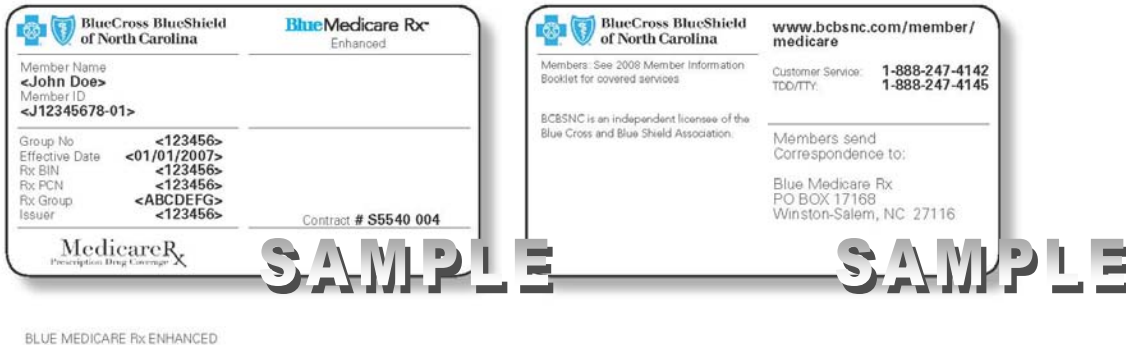 BlueCross BlueShield
of North Carolina
BlueMedicare Rx℠
Enhanced
Member Name
<John Doe>
Member ID
<J12345678-01>
Group No <123456>
Effective Date <01/01/2007>
Rx BIN <123456>
Rx PCN <123456>
Rx Group <ABCDEFG>
Issuer <123456>
Contract # S5540 004
MedicareRx
Prescription Drug Coverage
SAMPLE
BlueCross BlueShield
of North Carolina
Members: See 2008 Member Information
Booklet for covered services
BCBSNC is an independent licensee of the
Blue Cross and Blue Shield Association.
www.bcbsnc.com/member/
medicare
Customer Service: 1-888-247-4142
TDD/TTY: 1-888-247-4145
Members send
Correspondence to:
Blue Medicare Rx
PO BOX 17168
Winston-Salem, NC 27116
SAMPLE
BLUE MEDICARE Rx ENHANCED